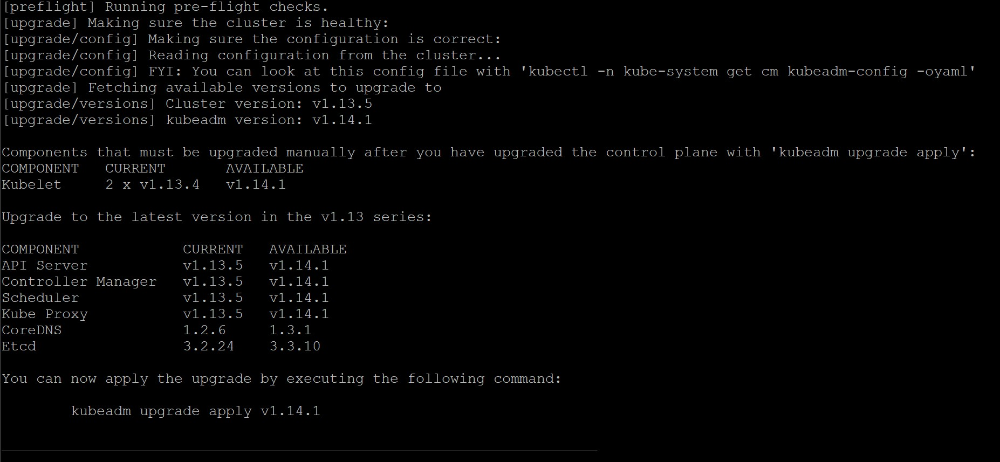 [preflight] Running pre-flight checks.
[upgrade] Making sure the cluster is healthy:
[upgrade/config] Making sure the configuration is correct:
[upgrade/config] Reading configuration from the cluster...
[upgrade/config] FYI: You can look at this config file with 'kubectl -n kube-system get cm kubeadm-config -oyaml'
[upgrade] Fetching available versions to upgrade to
[upgrade/versions] Cluster version: v1.13.5
[upgrade/versions] kubeadm version: v1.14.1

Components that must be upgraded manually after you have upgraded the control plane with 'kubeadm upgrade apply':
COMPONENT   CURRENT       AVAILABLE
Kubelet     2 x v1.13.4   v1.14.1

Upgrade to the latest version in the v1.13 series:

COMPONENT            CURRENT   AVAILABLE
API Server           v1.13.5   v1.14.1
Controller Manager   v1.13.5   v1.14.1
Scheduler            v1.13.5   v1.14.1
Kube Proxy           v1.13.5   v1.14.1
CoreDNS              1.2.6     1.3.1
Etcd                 3.2.24    3.3.10

You can now apply the upgrade by executing the following command:

        kubeadm upgrade apply v1.14.1

_____________________________________________________________________